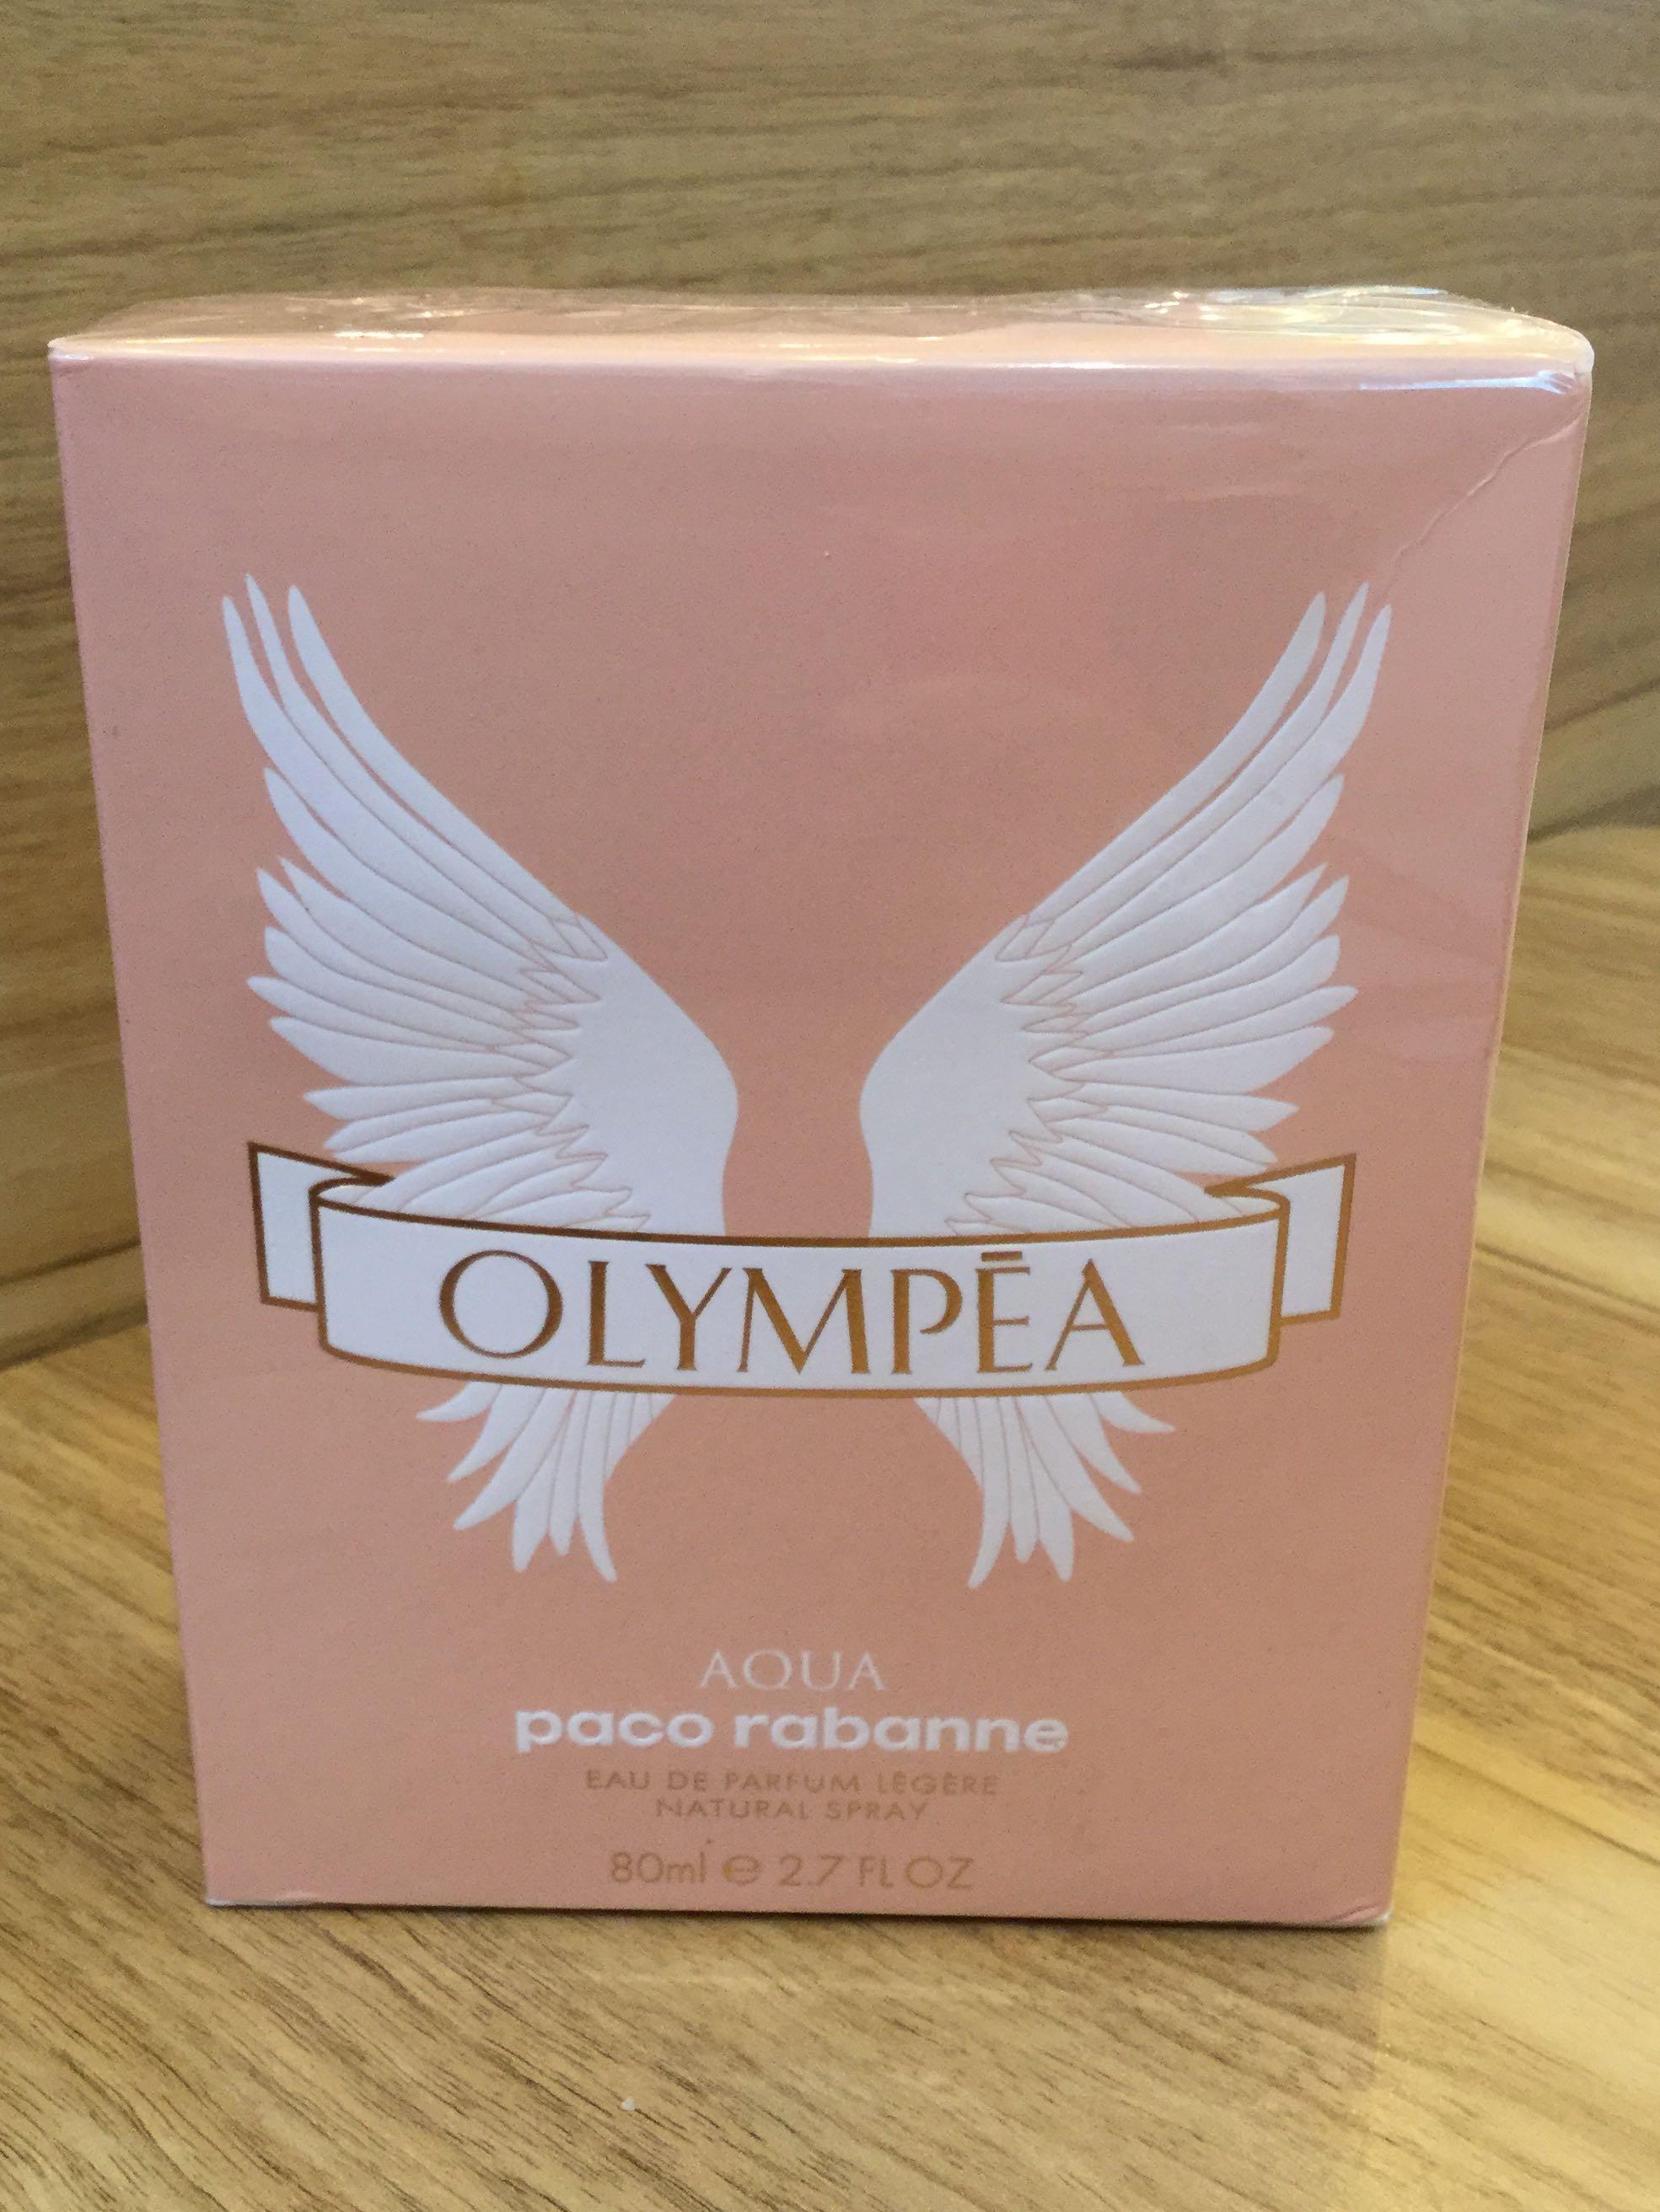 OLYMPĒA
AQUA
paco rabanne
EAU DE PARFUM LÉGÈRE
NATURAL SPRAY
80ml ℮ 2.7 FL OZ